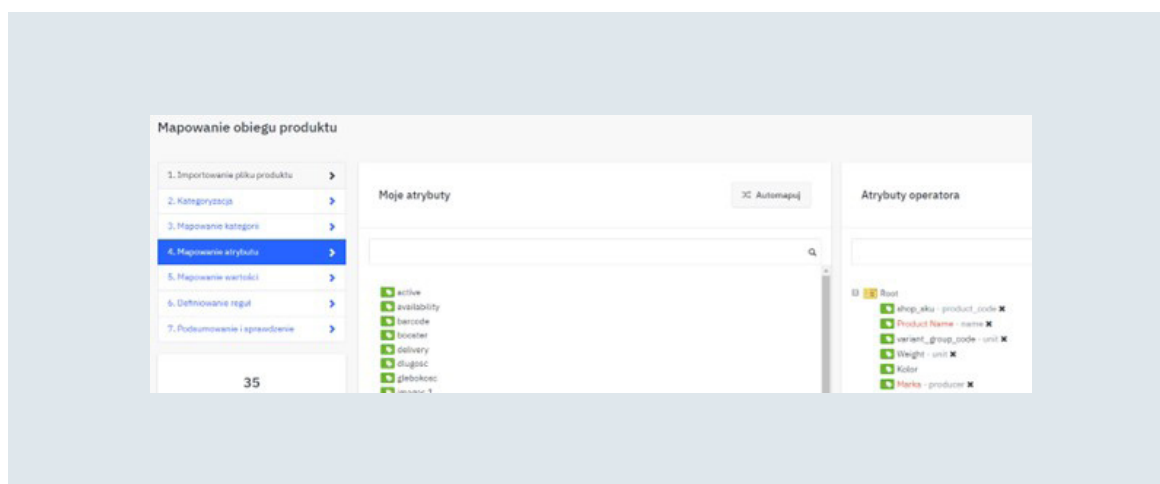 Mapowanie obiegu produktu
1. Importowanie pliku produktu
2. Kategoryzacja
3. Mapowanie kategorii
4. Mapowanie atrybutu
5. Mapowanie wartości
6. Definiowanie reguł
7. Podsumowanie i sprawdzenie
35
Moje atrybuty
Automapuj
active
availability
barcode
booster
delivery
dlugosc
glebokosc
images 1
Atrybuty operatora
Root
shop_sku - product_code
Product Name - name
variant_group_code - unit
Weight - unit
Kolor
Marka - producer